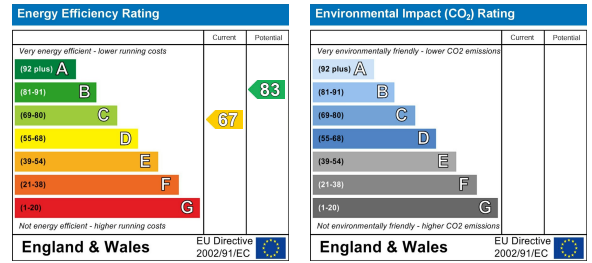 Energy Efficiency Rating
Current Potential
Very energy efficient - lower running costs
(92 plus) A
(81-91) B
83
(69-80) C
67
(55-68) D
(39-54) E
(21-38) F
(1-20) G
Not energy efficient - higher running costs
England & Wales
EU Directive
2002/91/EC
Environmental Impact (CO₂) Rating
Current Potential
Very environmentally friendly - lower CO2 emissions
(92 plus) A
(81-91) B
(69-80) C
(55-68) D
(39-54) E
(21-38) F
(1-20) G
Not environmentally friendly - higher CO2 emissions
England & Wales
EU Directive
2002/91/EC